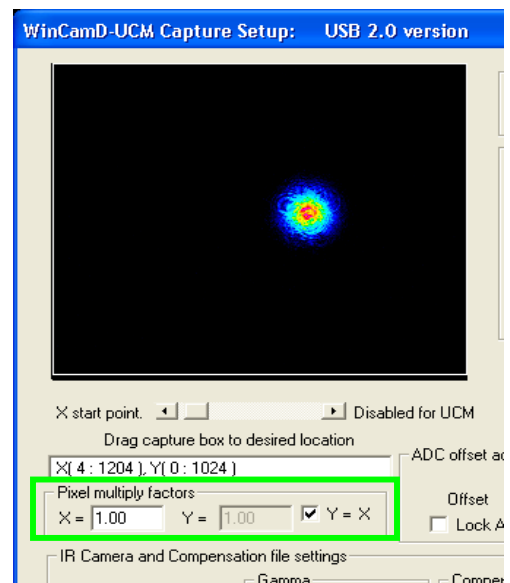 WinCamD-UCM Capture Setup: USB 2.0 version
X start point. Disabled for UCM
Drag capture box to desired location
X( 4 : 1204 ), Y( 0 : 1024 )
ADC offset
Pixel multiply factors
X = 1.00 Y = 1.00 Y = X
Offset
Lock
IR Camera and Compensation file settings
Gamma